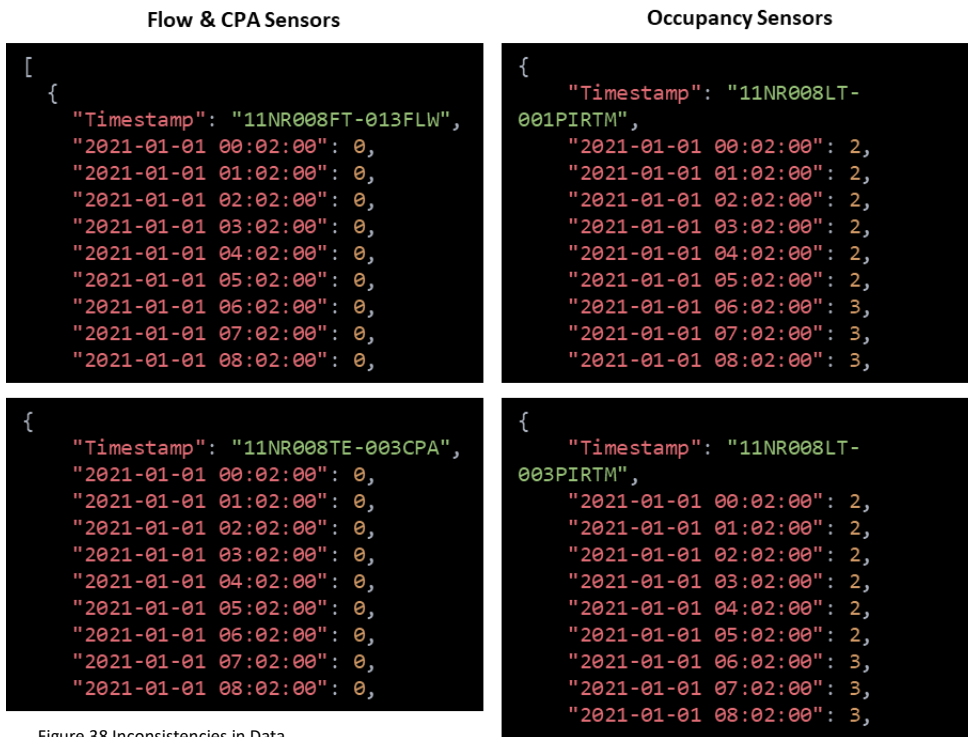 Flow & CPA Sensors
[
{
"Timestamp": "11NR008FT-013FLW",
"2021-01-01 00:02:00": 0,
"2021-01-01 01:02:00": 0,
"2021-01-01 02:02:00": 0,
"2021-01-01 03:02:00": 0,
"2021-01-01 04:02:00": 0,
"2021-01-01 05:02:00": 0,
"2021-01-01 06:02:00": 0,
"2021-01-01 07:02:00": 0,
"2021-01-01 08:02:00": 0,
{
"Timestamp": "11NR008TE-003CPA",
"2021-01-01 00:02:00": 0,
"2021-01-01 01:02:00": 0,
"2021-01-01 02:02:00": 0,
"2021-01-01 03:02:00": 0,
"2021-01-01 04:02:00": 0,
"2021-01-01 05:02:00": 0,
"2021-01-01 06:02:00": 0,
"2021-01-01 07:02:00": 0,
"2021-01-01 08:02:00": 0,
Figure 38 Inconsistencies in Data
Occupancy Sensors
{
"Timestamp": "11NR008LT-
001PIRTM",
"2021-01-01 00:02:00": 2,
"2021-01-01 01:02:00": 2,
"2021-01-01 02:02:00": 2,
"2021-01-01 03:02:00": 2,
"2021-01-01 04:02:00": 2,
"2021-01-01 05:02:00": 2,
"2021-01-01 06:02:00": 3,
"2021-01-01 07:02:00": 3,
"2021-01-01 08:02:00": 3,
{
"Timestamp": "11NR008LT-
003PIRTM",
"2021-01-01 00:02:00": 2,
"2021-01-01 01:02:00": 2,
"2021-01-01 02:02:00": 2,
"2021-01-01 03:02:00": 2,
"2021-01-01 04:02:00": 2,
"2021-01-01 05:02:00": 2,
"2021-01-01 06:02:00": 3,
"2021-01-01 07:02:00": 3,
"2021-01-01 08:02:00": 3,